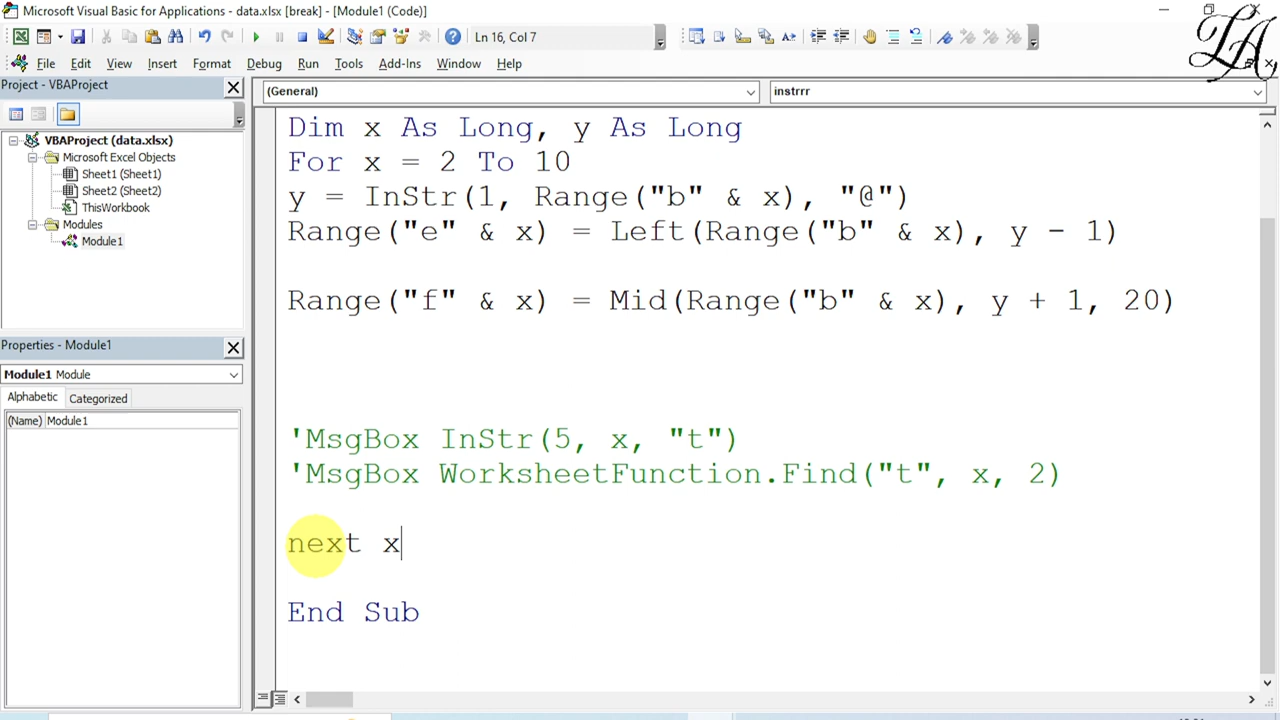 Microsoft Visual Basic for Applications - data.xlsx [break] - [Module1 (Code)]
Ln 16, Col 7
File Edit View Insert Format Debug Run Tools Add-Ins Window Help
Project - VBAProject
(General) instrrr
VBAProject (data.xlsx)
Microsoft Excel Objects
Sheet1 (Sheet1)
Sheet2 (Sheet2)
ThisWorkbook
Modules
Module1
Properties - Module1
Module1 Module
Alphabetic Categorized
(Name) Module1
Dim x As Long, y As Long
For x = 2 To 10
y = InStr(1, Range("b" & x), "@")
Range("e" & x) = Left(Range("b" & x), y - 1)
Range("f" & x) = Mid(Range("b" & x), y + 1, 20)
'MsgBox InStr(5, x, "t")
'MsgBox WorksheetFunction.Find("t", x, 2)
next x
End Sub